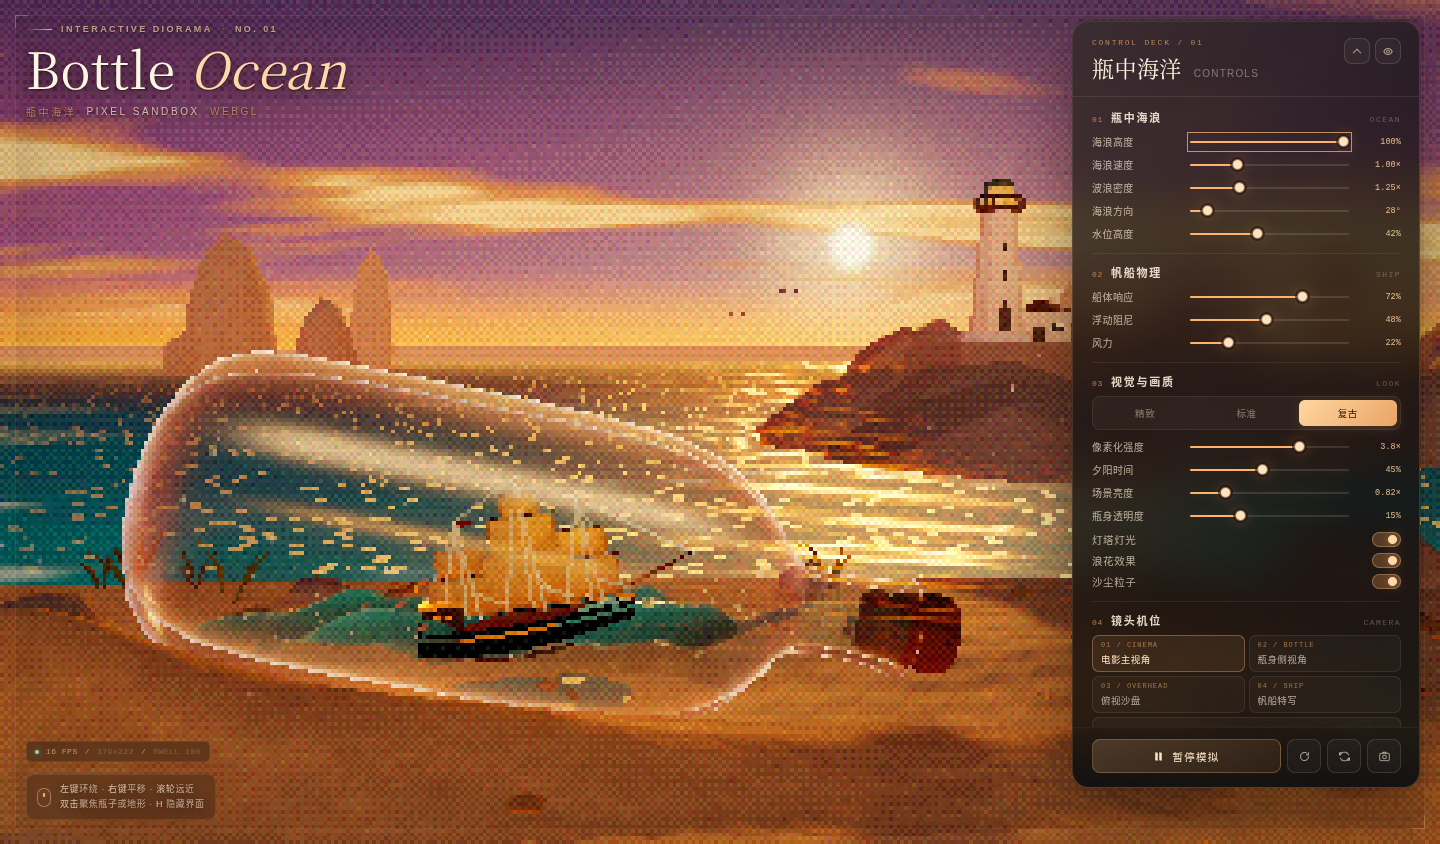 INTERACTIVE DIORAMA · NO. 01
Bottle Ocean
瓶中海洋 PIXEL SANDBOX WEBGL
CONTROL DECK / 01
瓶中海洋 CONTROLS
01 瓶中海浪 OCEAN
海浪高度 100%
海浪速度 1.00×
波浪密度 1.25×
海浪方向 28°
水位高度 42%
02 帆船物理 SHIP
船体响应 72%
浮动阻尼 48%
风力 22%
03 视觉与画质 LOOK
精致 标准 复古
像素化强度 3.8×
夕阳时间 45%
场景亮度 0.82×
瓶身透明度 15%
灯塔灯光
浪花效果
沙尘粒子
04 镜头机位 CAMERA
01 / CINEMA 02 / BOTTLE
电影主视角 瓶身侧视角
03 / OVERHEAD 04 / SHIP
俯视沙盘 帆船特写
暂停模拟
16 FPS / 379×222 / SWELL 100
左键环绕 · 右键平移 · 滚轮远近
双击聚焦瓶子或地形 · H 隐藏界面